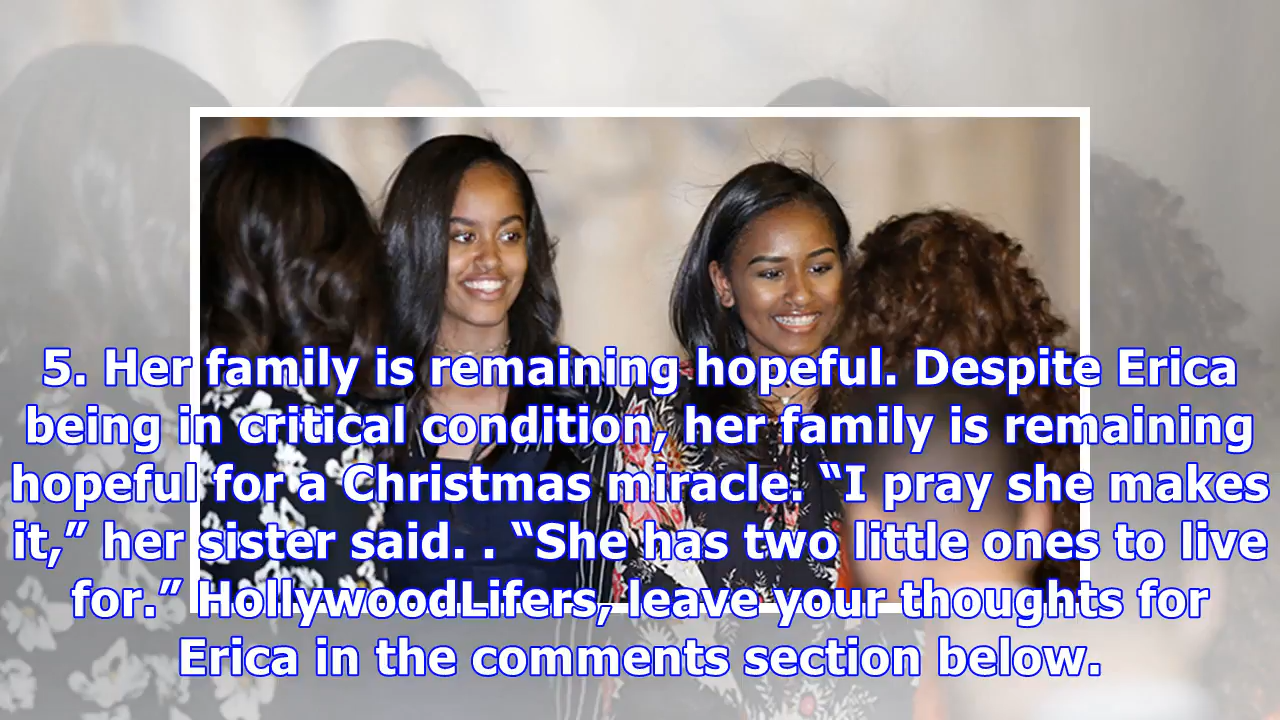 5. Her family is remaining hopeful. Despite Erica
being in critical condition, her family is remaining
hopeful for a Christmas miracle. “I pray she makes
it,” her sister said. . “She has two little ones to live
for.” HollywoodLifers, leave your thoughts for
Erica in the comments section below.